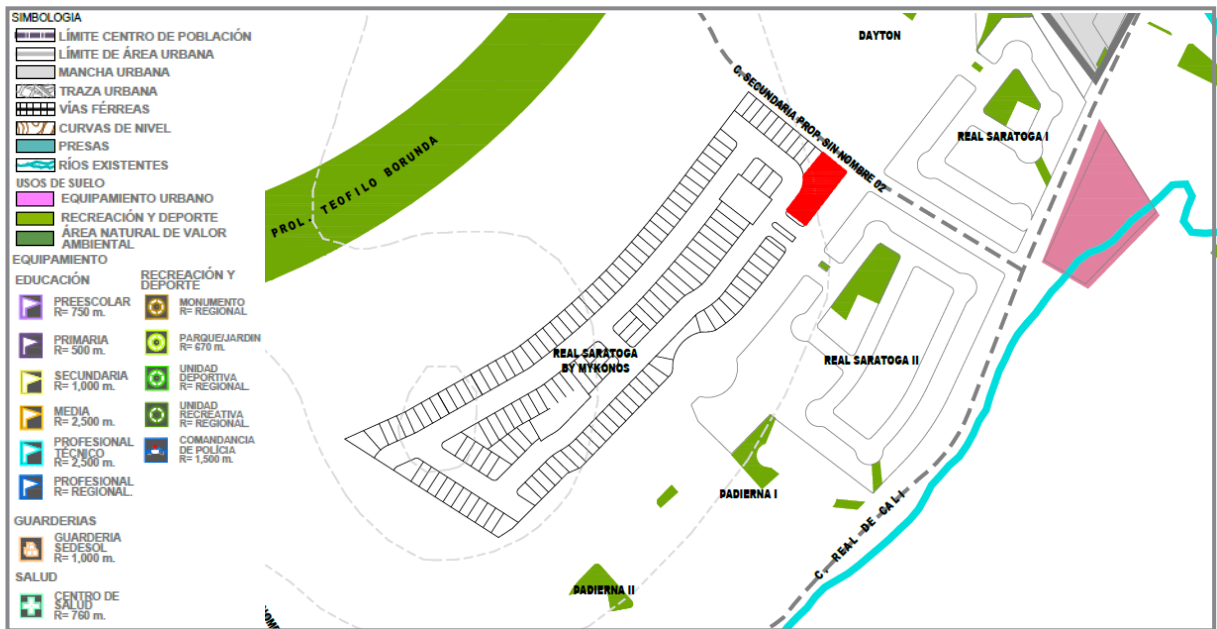 SIMBOLOGIA
LÍMITE CENTRO DE POBLACIÓN
LÍMITE DE ÁREA URBANA
MANCHA URBANA
TRAZA URBANA
VÍAS FÉRREAS
CURVAS DE NIVEL
PRESAS
RÍOS EXISTENTES
USOS DE SUELO
EQUIPAMIENTO URBANO
RECREACIÓN Y DEPORTE
ÁREA NATURAL DE VALOR
AMBIENTAL
EQUIPAMIENTO
EDUCACIÓN
PREESCOLAR
R= 750 m.
PRIMARIA
R= 500 m.
SECUNDARIA
R= 1,000 m.
MEDIA
R= 2,500 m.
PROFESIONAL
TÉCNICO
R= 2,500 m.
PROFESIONAL
R= REGIONAL.
RECREACIÓN Y
DEPORTE
MONUMENTO
R= REGIONAL
PARQUE/JARDIN
R= 670 m.
UNIDAD
DEPORTIVA
R= REGIONAL.
UNIDAD
RECREATIVA
R= REGIONAL.
COMANDANCIA
DE POLÍCIA
R= 1,500 m.
GUARDERIAS
GUARDERIA
SEDESOL
R= 1,000 m.
SALUD
CENTRO DE
SALUD
R= 760 m.
DAYTON
C. SECUNDARIA PROP. SIN NOMBRE 02
REAL SARATOGA I
PROL. TEOFILO BORUNDA
REAL SARATOGA
BY MYKONOS
REAL SARATOGA II
PADIERNA I
C. REAL DE CALI
PADIERNA II